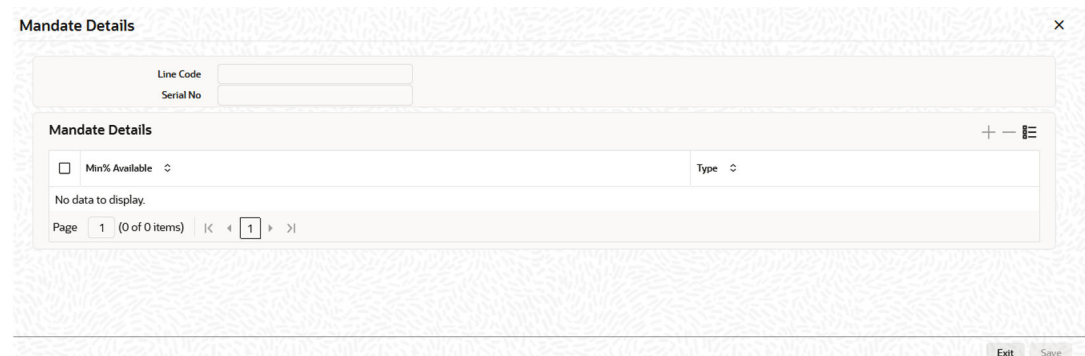 Mandate Details
Line Code
Serial No
Mandate Details
Min% Available Type
No data to display.
Page 1 (0 of 0 items) 1
Exit Save